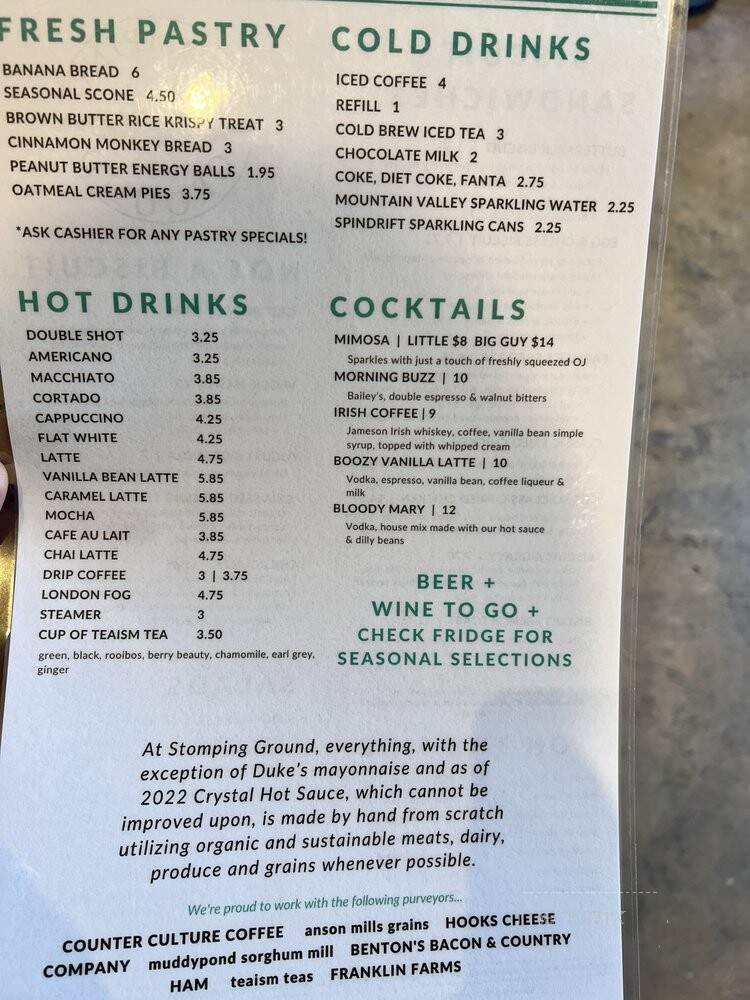 FRESH PASTRY
BANANA BREAD 6
SEASONAL SCONE 4.50
BROWN BUTTER RICE KRISPY TREAT 3
CINNAMON MONKEY BREAD 3
PEANUT BUTTER ENERGY BALLS 1.95
OATMEAL CREAM PIES 3.75
*ASK CASHIER FOR ANY PASTRY SPECIALS!
COLD DRINKS
ICED COFFEE 4
REFILL 1
COLD BREW ICED TEA 3
CHOCOLATE MILK 2
COKE, DIET COKE, FANTA 2.75
MOUNTAIN VALLEY SPARKLING WATER 2.25
SPINDRIFT SPARKLING CANS 2.25
HOT DRINKS
DOUBLE SHOT 3.25
AMERICANO 3.25
MACCHIATO 3.85
CORTADO 3.85
CAPPUCCINO 4.25
FLAT WHITE 4.25
LATTE 4.75
VANILLA BEAN LATTE 5.85
CARAMEL LATTE 5.85
MOCHA 5.85
CAFE AU LAIT 3.85
CHAI LATTE 4.75
DRIP COFFEE 3 | 3.75
LONDON FOG 4.75
STEAMER 3
CUP OF TEAISM TEA 3.50
green, black, rooibos, berry beauty, chamomile, earl grey,
ginger
COCKTAILS
MIMOSA | LITTLE $8 BIG GUY $14
Sparkles with just a touch of freshly squeezed OJ
MORNING BUZZ | 10
Bailey's, double espresso & walnut bitters
IRISH COFFEE | 9
Jameson Irish whiskey, coffee, vanilla bean simple
syrup, topped with whipped cream
BOOZY VANILLA LATTE | 10
Vodka, espresso, vanilla bean, coffee liqueur &
milk
BLOODY MARY | 12
Vodka, house mix made with our hot sauce
& dilly beans
BEER +
WINE TO GO +
CHECK FRIDGE FOR
SEASONAL SELECTIONS
At Stomping Ground, everything, with the
exception of Duke's mayonnaise and as of
2022 Crystal Hot Sauce, which cannot be
improved upon, is made by hand from scratch
utilizing organic and sustainable meats, dairy,
produce and grains whenever possible.
We're proud to work with the following purveyors...
COUNTER CULTURE COFFEE anson mills grains HOOKS CHEESE
COMPANY muddypond sorghum mill BENTON'S BACON & COUNTRY
HAM teaism teas FRANKLIN FARMS